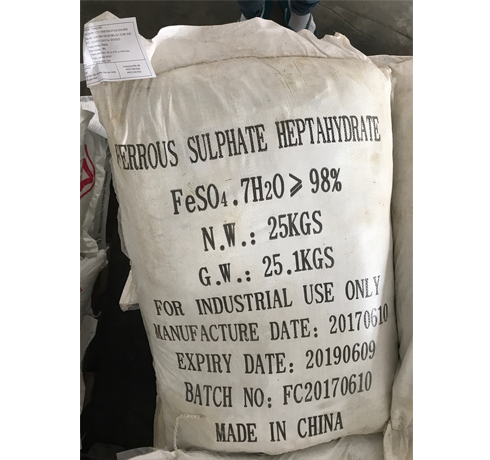 FERROUS SULPHATE HEPTAHYDRATE
FeSO4.7H2O≥98%
N.W.: 25KGS
G.W.: 25.1KGS
FOR INDUSTRIAL USE ONLY
MANUFACTURE DATE: 20170610
EXPIRY DATE: 20190609
BATCH NO: FC20170610
MADE IN CHINA